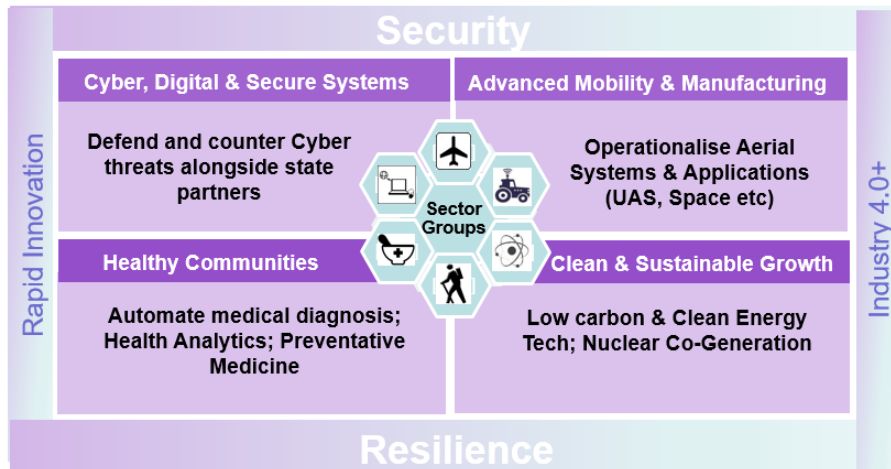 Security
Rapid Innovation
Cyber, Digital & Secure Systems
Defend and counter Cyber
threats alongside state
partners
Advanced Mobility & Manufacturing
Operationalise Aerial
Systems & Applications
(UAS, Space etc)
Sector
Groups
Healthy Communities
Automate medical diagnosis;
Health Analytics; Preventative
Medicine
Clean & Sustainable Growth
Low carbon & Clean Energy
Tech; Nuclear Co-Generation
Industry 4.0+
Resilience